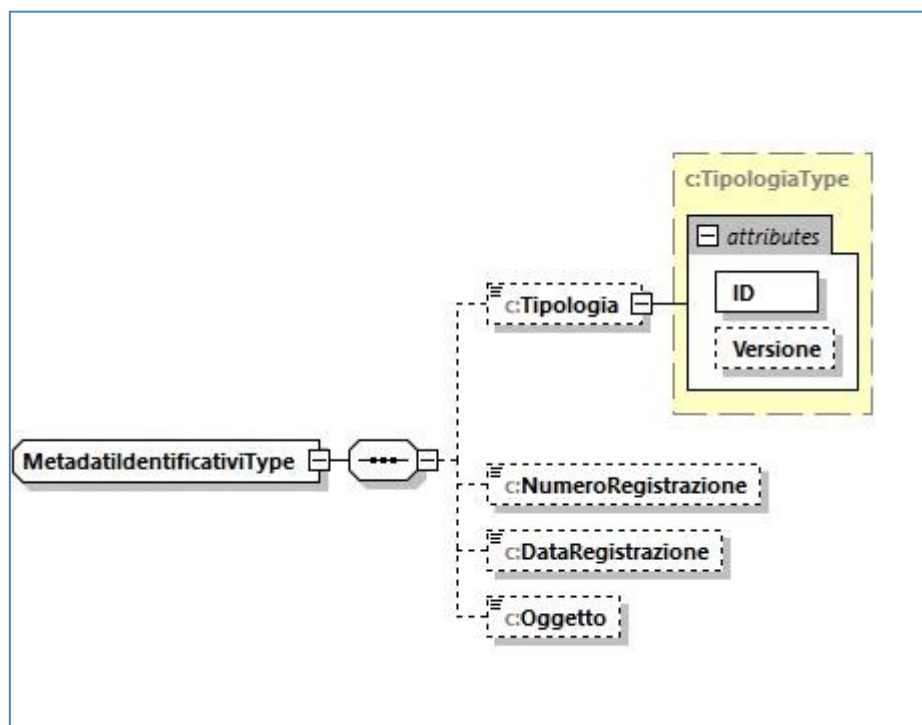 c:TipologiaType
attributes
ID
c:Tipologia
Versione
MetadatiIdentificativiType
c:NumeroRegistrazione
c:DataRegistrazione
c:Oggetto